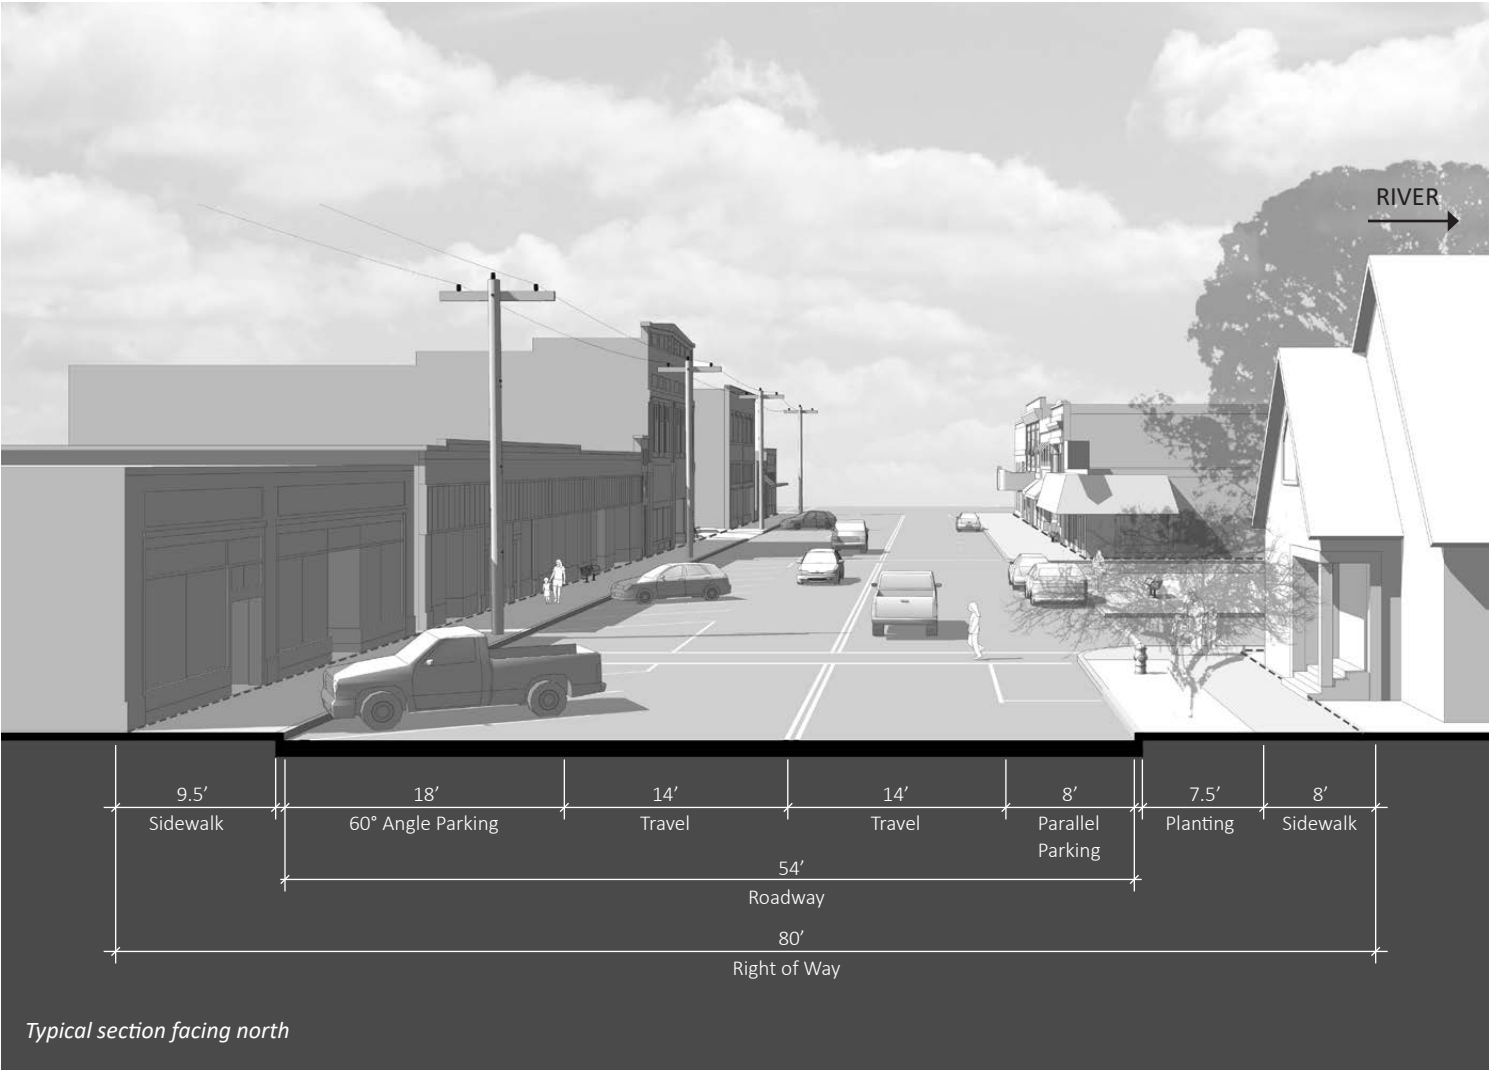 RIVER
9.5’
18’
14’
14’
8’
7.5’
8’
Sidewalk
60° Angle Parking
Travel
Travel
Parallel
Parking
Planting
Sidewalk
54’
Roadway
80’
Right of Way
Typical section facing north